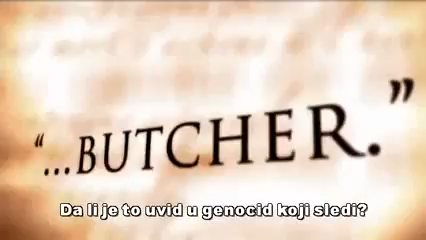 “...BUTCHER.”
Da li je to uvid u genocid koji sledi?